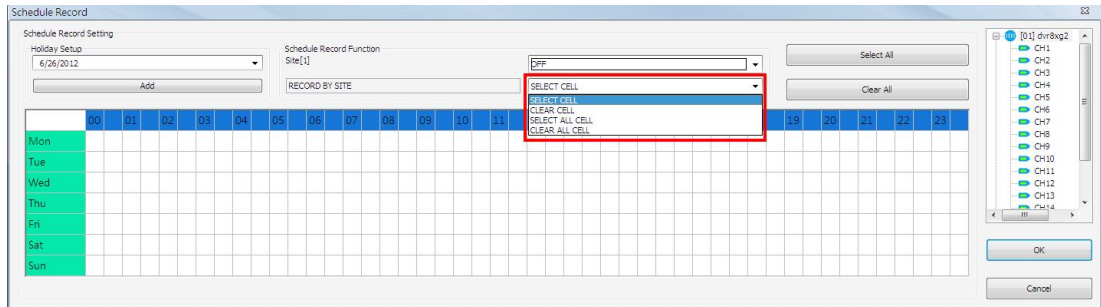 Schedule Record
Schedule Record Setting
Holiday Setup
6/26/2012
Add
Schedule Record Function
Site[1]
OFF
RECORD BY SITE
SELECT CELL
SELECT CELL
CLEAR CELL
SELECT ALL CELL
CLEAR ALL CELL
Select All
Clear All
00 01 02 03 04 05 06 07 08 09 10 11 19 20 21 22 23
Mon
Tue
Wed
Thu
Fri
Sat
Sun
[01] dvr8xg2
CH1
CH2
CH3
CH4
CH5
CH6
CH7
CH8
CH9
CH10
CH11
CH12
CH13
CH14
OK
Cancel